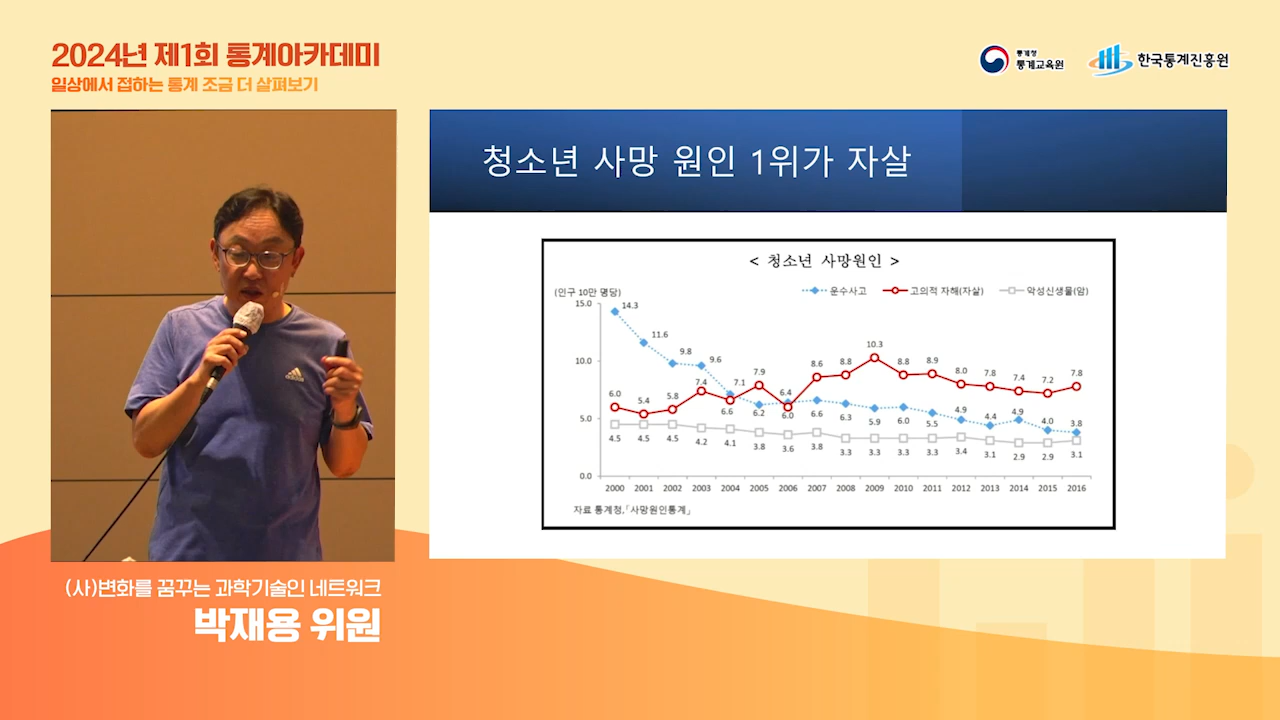 2024년 제1회 통계아카데미
일상에서 접하는 통계 조금 더 살펴보기
통계청
통계교육원
한국통계진흥원
청소년 사망 원인 1위가 자살
< 청소년 사망원인 >
(인구 10만 명당)
운수사고 고의적 자해(자살) 악성신생물(암)
15.0
10.0
5.0
0.0
14.3 11.6 9.8 9.6 7.1 6.2 6.4 6.6 6.3 5.9 6.0 5.5 4.9 4.4 4.9 4.0 3.8
6.0 5.4 5.8 7.4 6.6 7.9 6.0 8.6 8.8 10.3 8.8 8.9 8.0 7.8 7.4 7.2 7.8
4.5 4.5 4.5 4.2 4.1 3.8 3.6 3.8 3.3 3.3 3.3 3.3 3.4 3.1 2.9 2.9 3.1
2000 2001 2002 2003 2004 2005 2006 2007 2008 2009 2010 2011 2012 2013 2014 2015 2016
자료 통계청,「사망원인통계」
adidas
(사)변화를 꿈꾸는 과학기술인 네트워크
박재용 위원